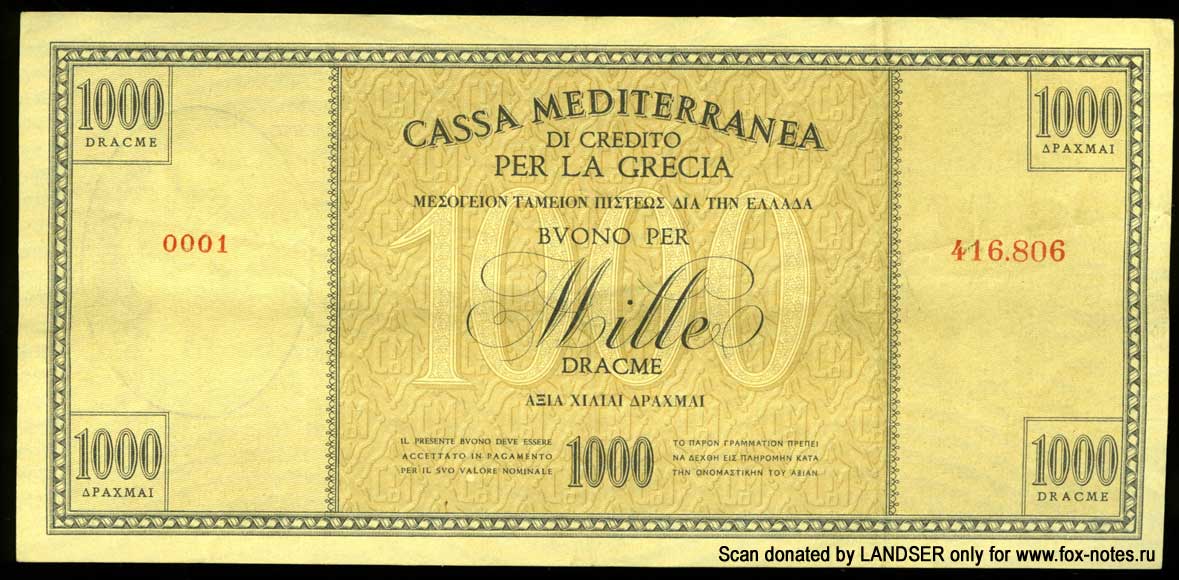 1000
DRACME
1000
ΔΡΑΧΜΑΙ
CASSA MEDITERRANEA
DI CREDITO
PER LA GRECIA
ΜΕΣΟΓΕΙΟΝ ΤΑΜΕΙΟΝ ΠΙΣΤΕΩΣ ΔΙΑ ΤΗΝ ΕΛΛΑΔΑ
BVONO PER
1000
0001
416.806
Mille
DRACME
ΑΞΙΑ ΧΙΛΙΑΙ ΔΡΑΧΜΑΙ
IL PRESENTE BVONO DEVE ESSERE
ACCETTATO IN PAGAMENTO
PER IL SVO VALORE NOMINALE
1000
ΤΟ ΠΑΡΟΝ ΓΡΑΜΜΑΤΙΟΝ ΠΡΕΠΕΙ
ΝΑ ΔΕΧΘΗ ΕΙΣ ΠΛΗΡΟΜΗΝ ΚΑΤΑ
ΤΗΝ ΟΝΟΜΑΣΤΙΚΗΝ ΤΟΥ ΑΞΙΑΝ
1000
ΔΡΑΧΜΑΙ
1000
DRACME
Scan donated by LANDSER only for www.fox-notes.ru